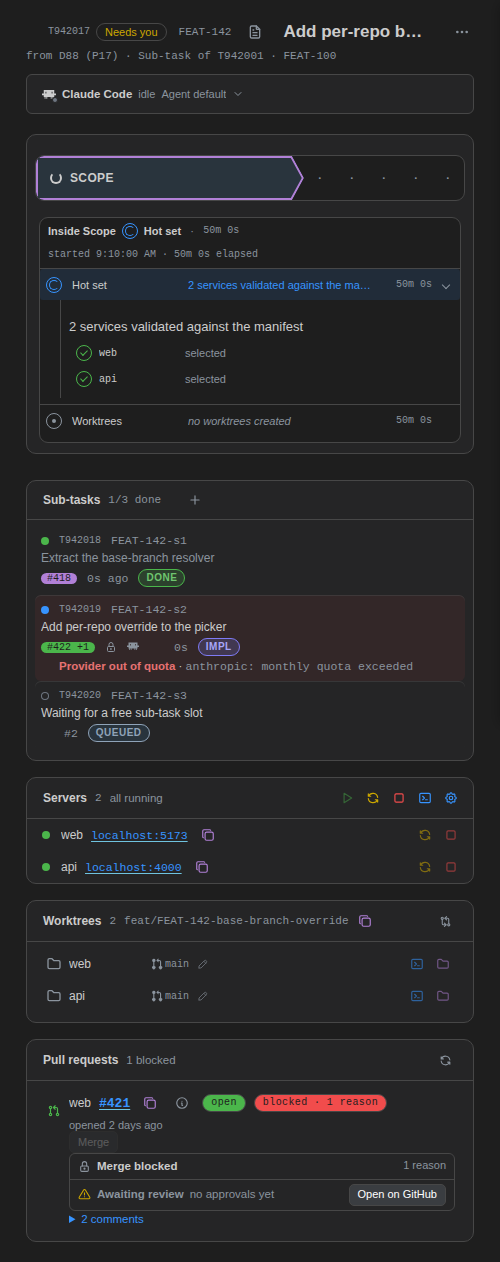 T942017 Needs you FEAT-142 Add per-repo b…
from D88 (P17) · Sub-task of T942001 · FEAT-100
Claude Code idle Agent default
SCOPE
Inside Scope Hot set · 50m 0s
started 9:10:00 AM · 50m 0s elapsed
Hot set 2 services validated against the ma… 50m 0s
2 services validated against the manifest
web selected
api selected
Worktrees no worktrees created 50m 0s
Sub-tasks 1/3 done
T942018 FEAT-142-s1
Extract the base-branch resolver
#418 0s ago DONE
T942019 FEAT-142-s2
Add per-repo override to the picker
#422 +1 0s IMPL
Provider out of quota · anthropic: monthly quota exceeded
T942020 FEAT-142-s3
Waiting for a free sub-task slot
#2 QUEUED
Servers 2 all running
web localhost:5173
api localhost:4000
Worktrees 2 feat/FEAT-142-base-branch-override
web main
api main
Pull requests 1 blocked
web #421 open blocked · 1 reason
opened 2 days ago
Merge
Merge blocked 1 reason
Awaiting review no approvals yet Open on GitHub
2 comments